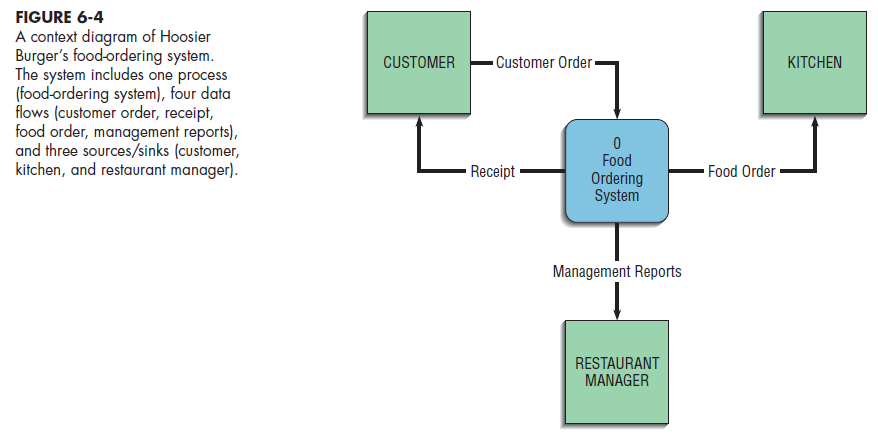 FIGURE 6-4
A context diagram of Hoosier
Burger’s food-ordering system.
The system includes one process
(food-ordering system), four data
flows (customer order, receipt,
food order, management reports),
and three sources/sinks (customer,
kitchen, and restaurant manager).
CUSTOMER
Customer Order
KITCHEN
0
Food
Ordering
System
Receipt
Food Order
Management Reports
RESTAURANT
MANAGER